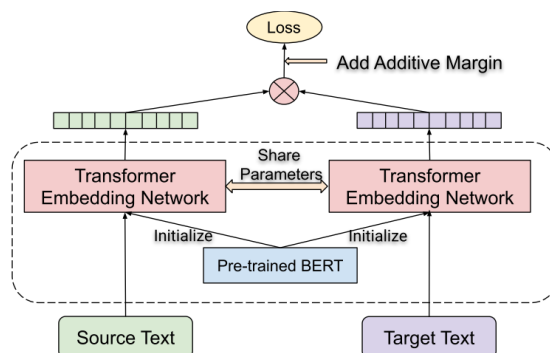 Loss
Add Additive Margin
Transformer
Embedding Network
Share
Parameters
Transformer
Embedding Network
Initialize
Initialize
Pre-trained BERT
Source Text
Target Text